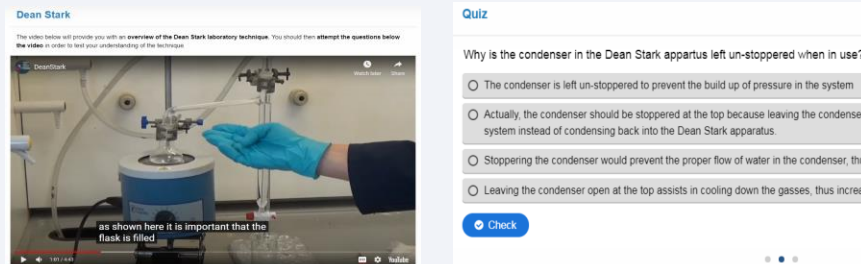 Dean Stark
The video below will provide you with an overview of the Dean Stark laboratory technique. You should then attempt the questions below
the video in order to test your understanding of the technique
DeanStark
Watch later
Share
as shown here it is important that the
flask is filled
YouTube
Quiz
Why is the condenser in the Dean Stark appartus left un-stoppered when in use?
The condenser is left un-stoppered to prevent the build up of pressure in the system
Actually, the condenser should be stoppered at the top because leaving the condense
system instead of condensing back into the Dean Stark apparatus.
Stoppering the condenser would prevent the proper flow of water in the condenser,
Leaving the condenser open at the top assists in cooling down the gasses, thus
Check